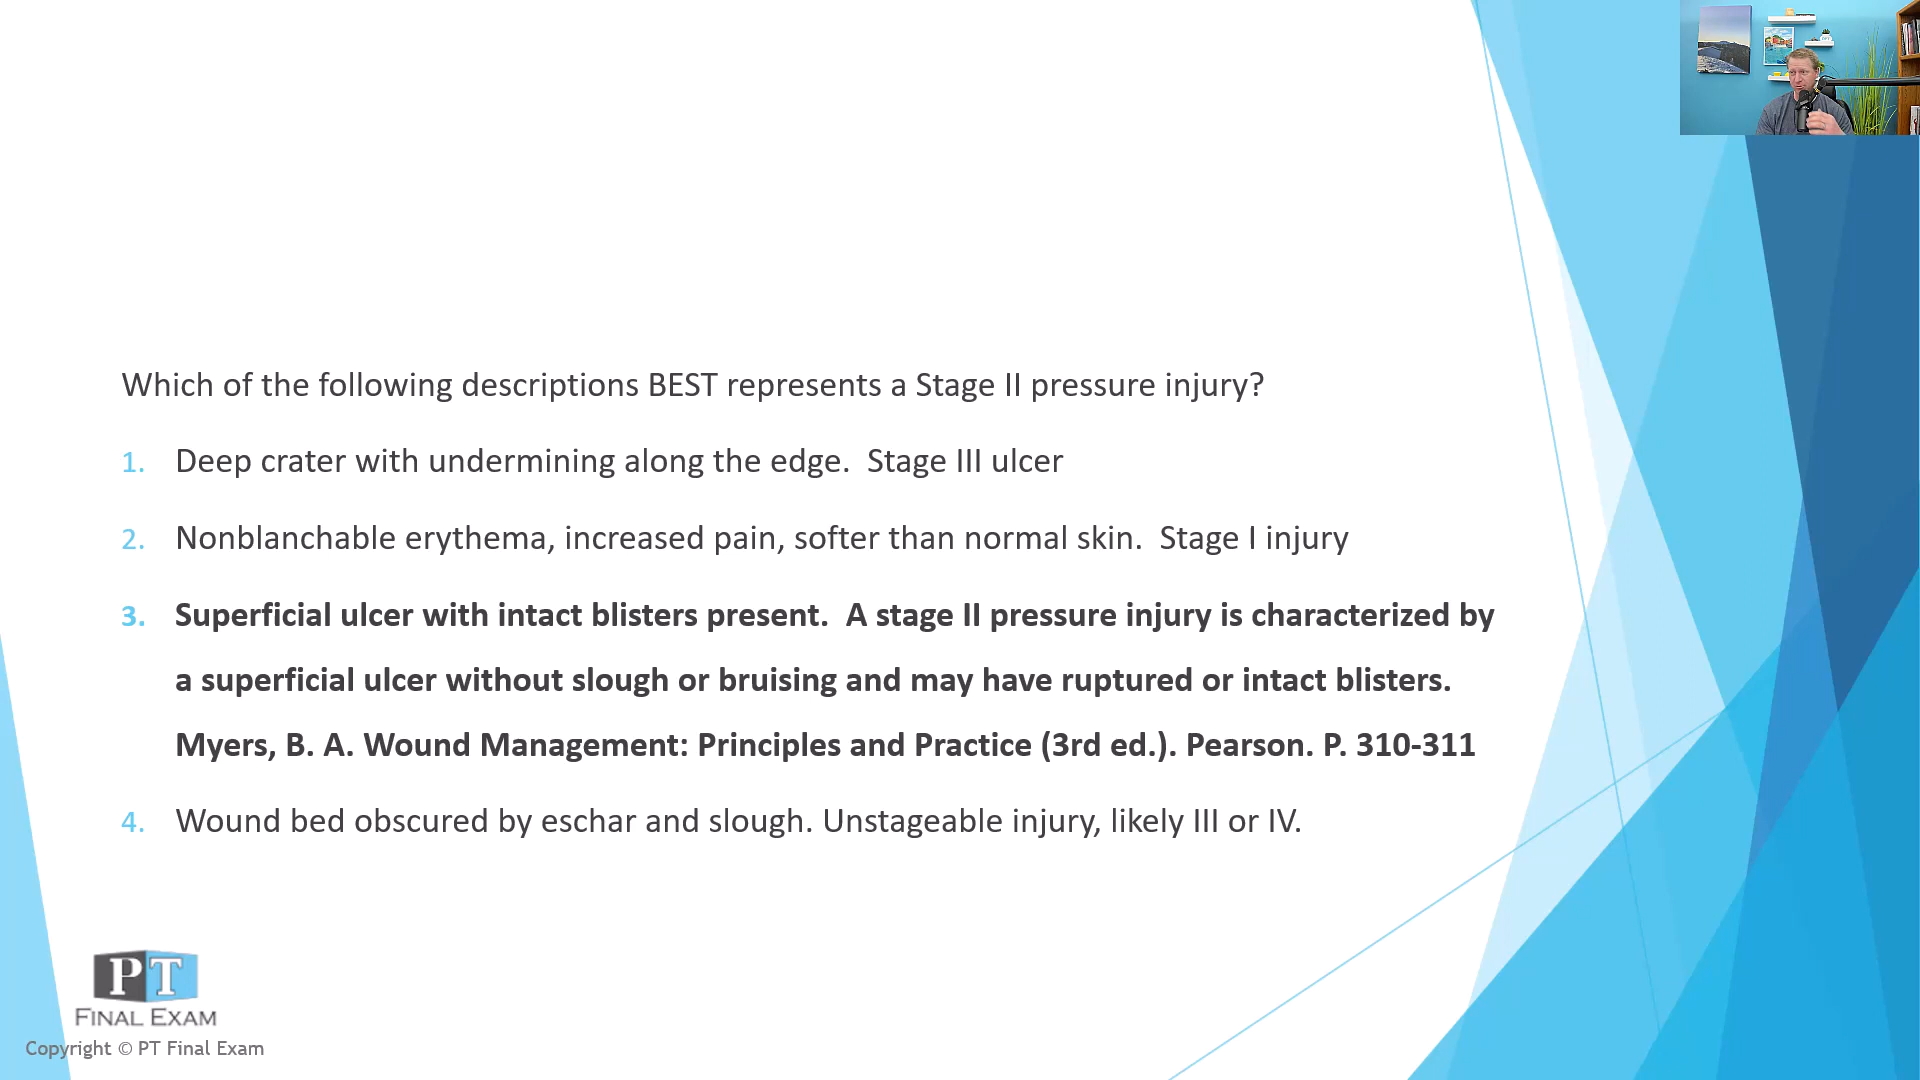 Which of the following descriptions BEST represents a Stage II pressure injury?
1. Deep crater with undermining along the edge.  Stage III ulcer
2. Nonblanchable erythema, increased pain, softer than normal skin.  Stage I injury
3. Superficial ulcer with intact blisters present.  A stage II pressure injury is characterized by
a superficial ulcer without slough or bruising and may have ruptured or intact blisters.
Myers, B. A. Wound Management: Principles and Practice (3rd ed.). Pearson. P. 310-311
4. Wound bed obscured by eschar and slough. Unstageable injury, likely III or IV.
PT
FINAL EXAM
Copyright © PT Final Exam